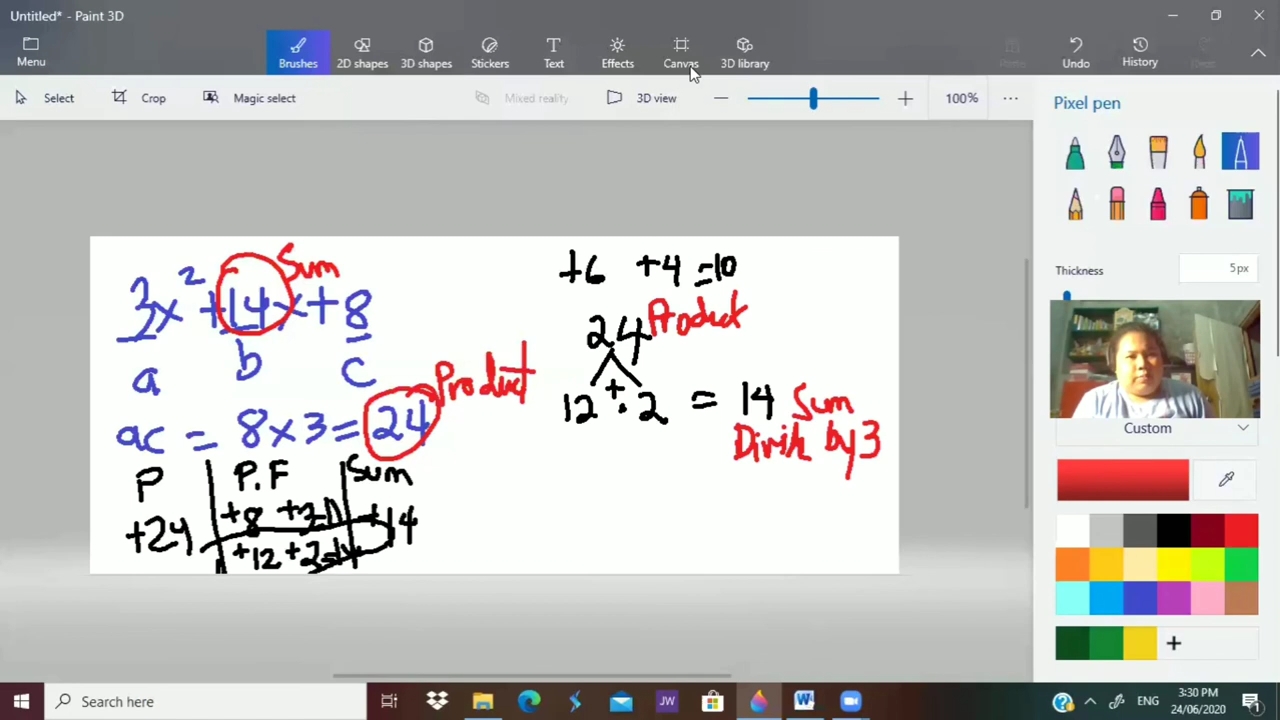 Untitled* - Paint 3D
Menu
Brushes
2D shapes
3D shapes
Stickers
Text
Effects
Canvas
3D library
Undo
History
Select
Crop
Magic select
Mixed reality
3D view
100%
Pixel pen
Thickness
5px
Custom
3x² + 14x + 8
Sum
a b c
ac = 8 x 3 = 24
Product
P P.F Sum
+24 +8 +3 +14
+12 +2
+6 +4 = 10
24 Product
12 + 2 = 14 Sum
by 3
Search
JW
ENG
3:30 PM
24/06/2020
1